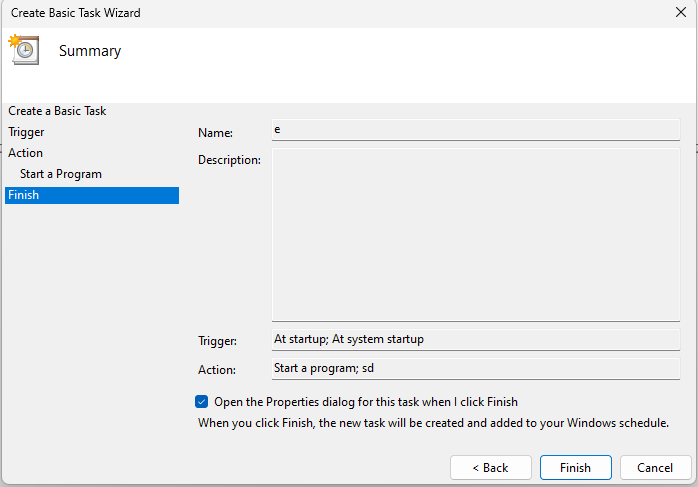 Create Basic Task Wizard
Summary
Create a Basic Task
Trigger
Action
Start a Program
Finish
Name: e
Description:
Trigger: At startup; At system startup
Action: Start a program; sd
Open the Properties dialog for this task when I click Finish
When you click Finish, the new task will be created and added to your Windows schedule.
< Back Finish Cancel